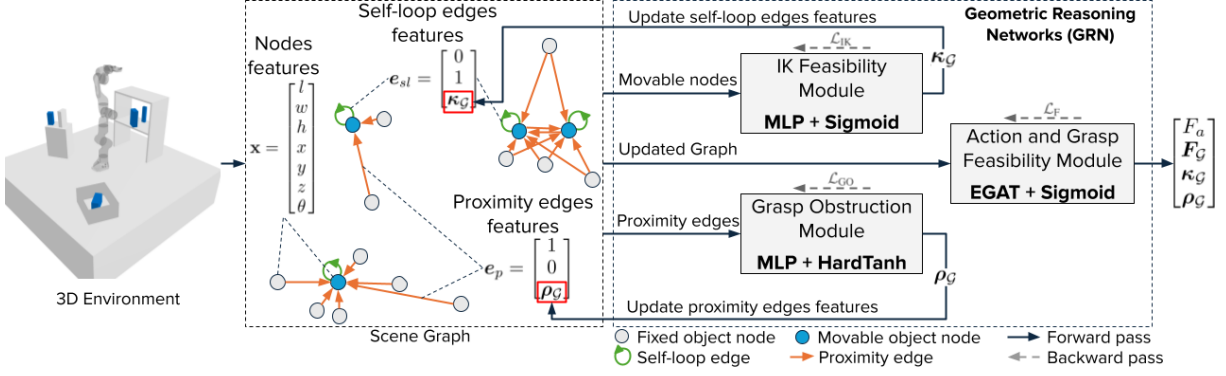 Self-loop edges
features
Nodes
features
e_sl = [0 1 κ_G]
x = [l w h x y z θ]
Proximity edges
features
e_p = [1 0 ρ_G]
3D Environment
Scene Graph
Update self-loop edges features
Geometric Reasoning
Networks (GRN)
Movable nodes
L_IK
IK Feasibility
Module
MLP + Sigmoid
κ_G
Updated Graph
L_F
Action and Grasp
Feasibility Module
EGAT + Sigmoid
F_a
F_G
κ_G
ρ_G
Proximity edges
L_GO
Grasp Obstruction
Module
MLP + HardTanh
ρ_G
Update proximity edges features
Fixed object node
Movable object node
Forward pass
Self-loop edge
Proximity edge
Backward pass